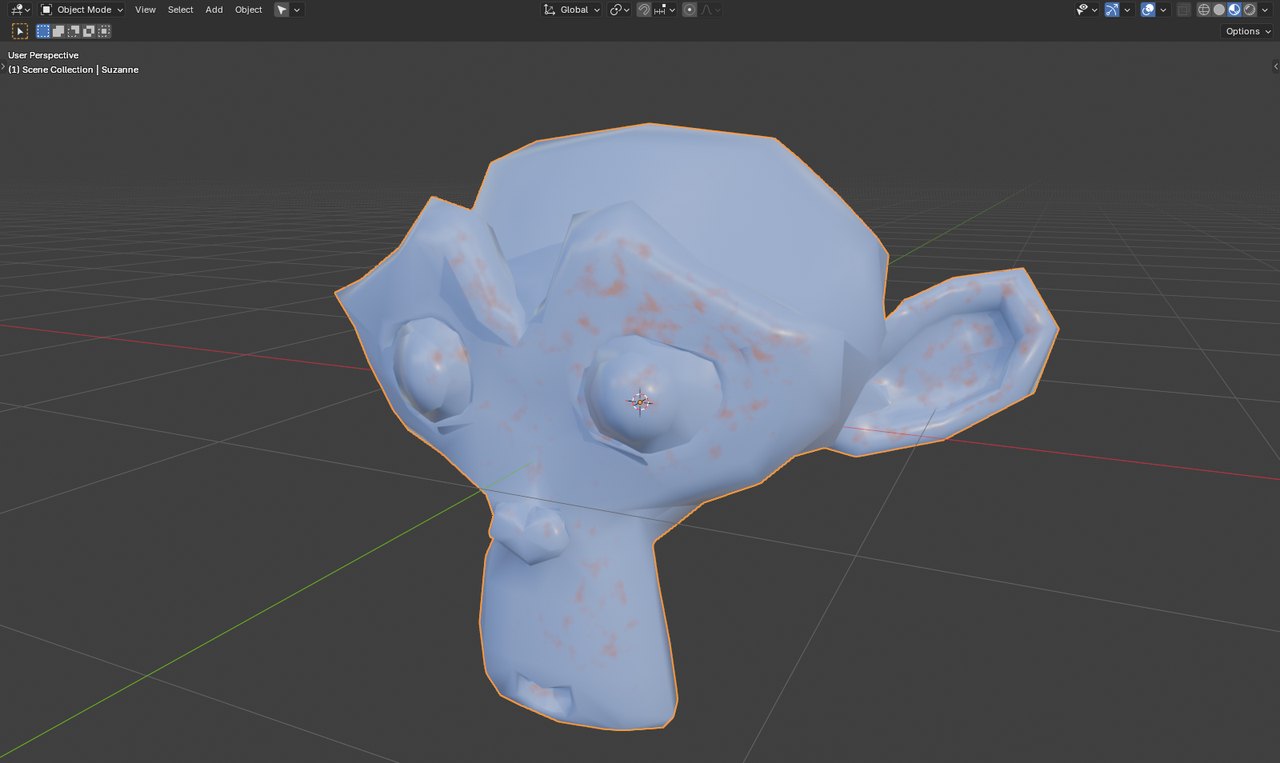 Object Mode View Select Add Object Global
Options
User Perspective
(1) Scene Collection | Suzanne